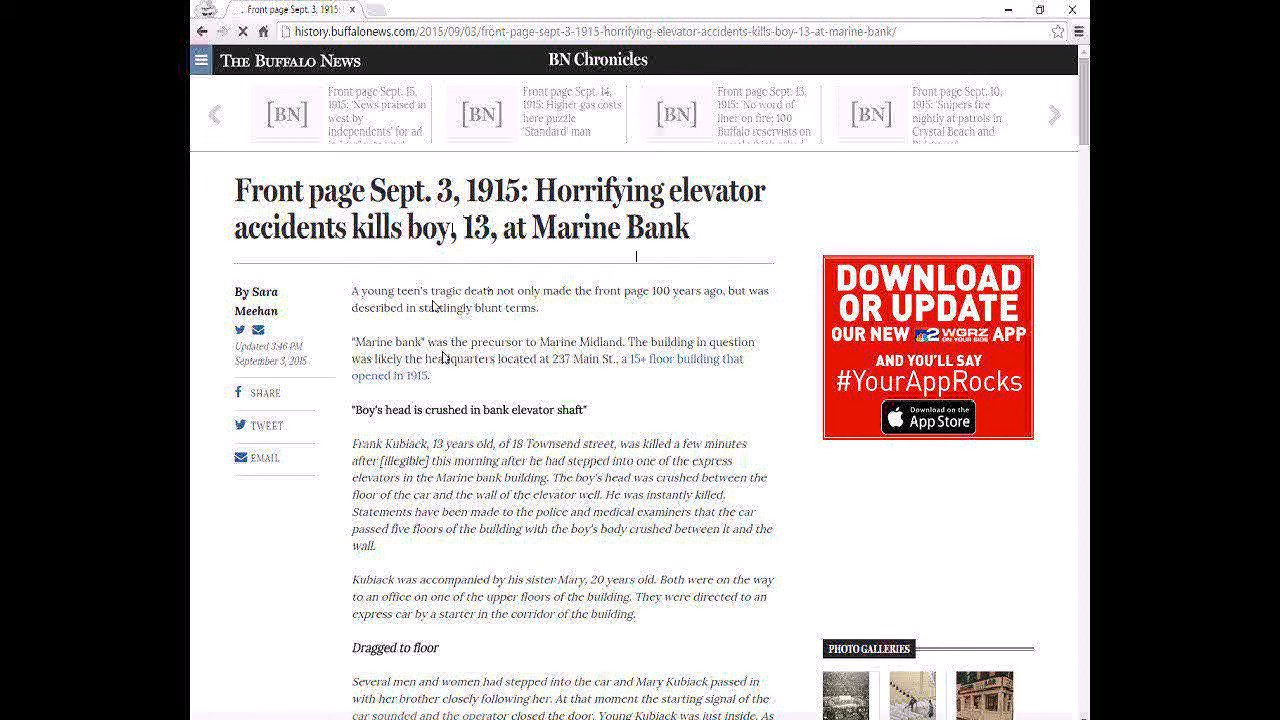 . Front page Sept. 3, 1915: x
history.buffalonews.com/2015/09/03/front-page-sept-3-1915-horrifying-elevator-accidents-kills-boy-13-at-marine-bank/
THE BUFFALO NEWS
BN Chronicles
[BN]
Front page Sept. 15,
1915: 'News praised in
west by
independents' for ad
[BN]
Front page Sept. 14,
1915: Higher gas costs
here puzzle
'Standard' man
[BN]
Front page Sept. 13,
1915: 'No word of
liner on fire; 100
Buffalo reservists on
[BN]
Front page Sept. 10,
1915: 'Snipers fire
nightly at patrols in
Crystal Beach and
Front page Sept. 3, 1915: Horrifying elevator
accidents kills boy, 13, at Marine Bank
By Sara
Meehan
Updated 3:46 PM
September 3, 2015
SHARE
TWEET
EMAIL
A young teen's tragic death not only made the front page 100 years ago, but was
described in startlingly blunt terms.
"Marine bank" was the precursor to Marine Midland. The building in question
was likely the headquarters located at 237 Main St., a 15+ floor building that
opened in 1915.
"Boy's head is crushed in bank elevator shaft"
Frank Kubiack, 13 years old, of 18 Townsend street, was killed a few minutes
after [illegible] this morning after he had stepped into one of the express
elevators in the Marine bank building. The boy's head was crushed between the
floor of the car and the wall of the elevator well. He was instantly killed.
Statements have been made to the police and medical examiners that the car
passed five floors of the building with the boy's body crushed between it and the
wall.
Kubiack was accompanied by his sister Mary, 20 years old. Both were on the way
to an office on one of the upper floors of the building. They were directed to an
express car by a starter in the corridor of the building.
Dragged to floor
Several men and women had stepped into the car and Mary Kubiack passed in
with her brother closely following her. At that moment the starting signal of the
car sounded and the operator closed the door. Young Kubiack was just inside. As
DOWNLOAD
OR UPDATE
OUR NEW 2 WGRZ APP
ON YOUR SIDE
AND YOU'LL SAY
#YourAppRocks
Download on the
App Store
PHOTO GALLERIES